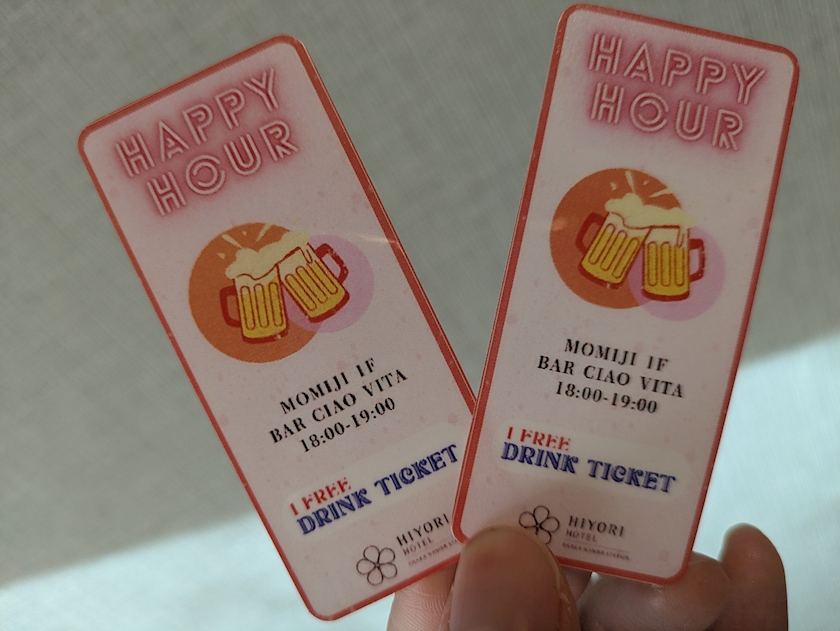 HAPPY
HOUR
MOMIJI 1F
BAR CIAO VITA
18:00-19:00
1 FREE
DRINK TICKET
HIYORI
HOTEL
HAPPY
HOUR
MOMIJI 1F
BAR CIAO VITA
18:00-19:00
1 FREE
DRINK TICKET
HIYORI
HOTEL